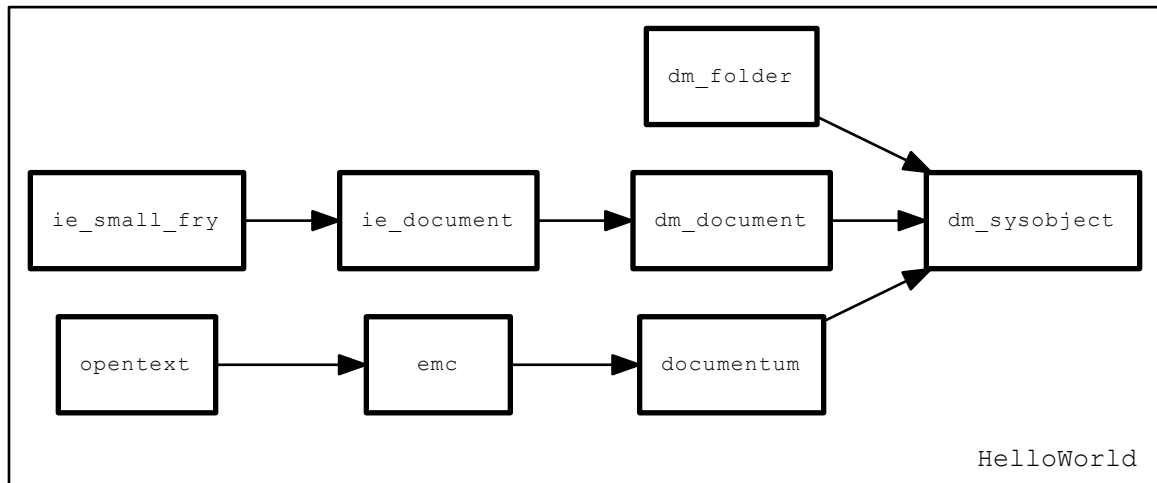 dm_folder
ie_small_fry
ie_document
dm_document
dm_sysobject
opentext
emc
documentum
HelloWorld